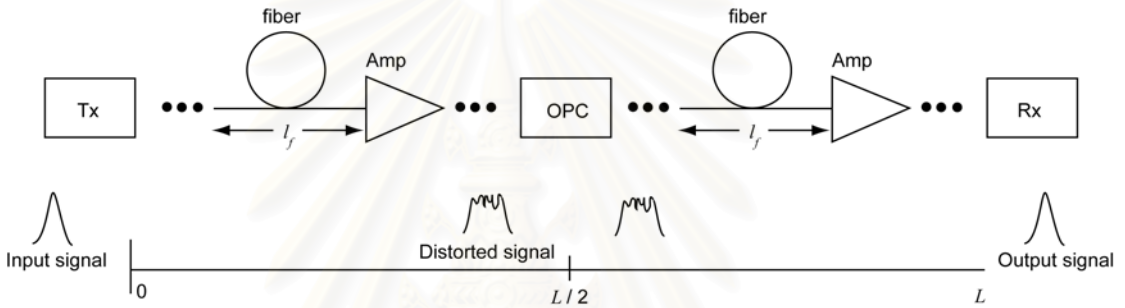 fiber
fiber
Amp
Amp
Tx
OPC
Rx
l_f
l_f
Input signal
Distorted signal
Output signal
0
L / 2
L